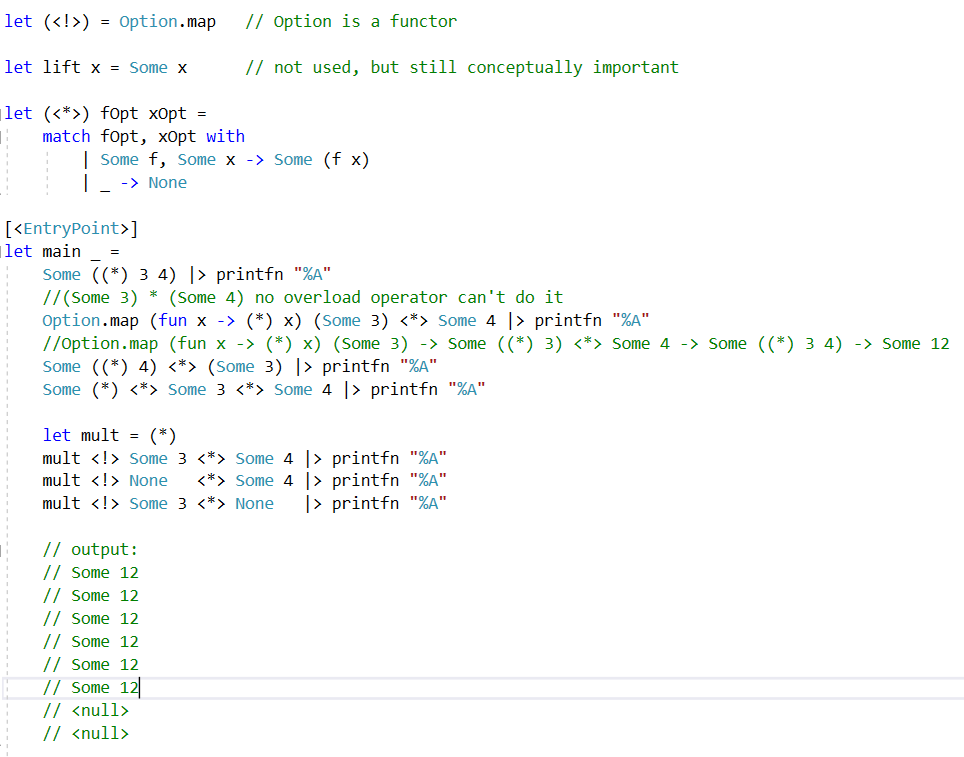 let (<!>) = Option.map   // Option is a functor
let lift x = Some x      // not used, but still conceptually important
let (<*>) fOpt xOpt =
    match fOpt, xOpt with
        | Some f, Some x -> Some (f x)
        | _ -> None
[<EntryPoint>]
let main _ =
    Some ((*) 3 4) |> printfn "%A"
    //(Some 3) * (Some 4) no overload operator can't do it
    Option.map (fun x -> (*) x) (Some 3) <*> Some 4 |> printfn "%A"
    //Option.map (fun x -> (*) x) (Some 3) -> Some ((*) 3) <*> Some 4 -> Some ((*) 3 4) -> Some 12
    Some ((*) 4) <*> (Some 3) |> printfn "%A"
    Some (*) <*> Some 3 <*> Some 4 |> printfn "%A"
    let mult = (*)
    mult <!> Some 3 <*> Some 4 |> printfn "%A"
    mult <!> None   <*> Some 4 |> printfn "%A"
    mult <!> Some 3 <*> None   |> printfn "%A"
    // output:
    // Some 12
    // Some 12
    // Some 12
    // Some 12
    // Some 12
    // Some 12
    // <null>
    // <null>